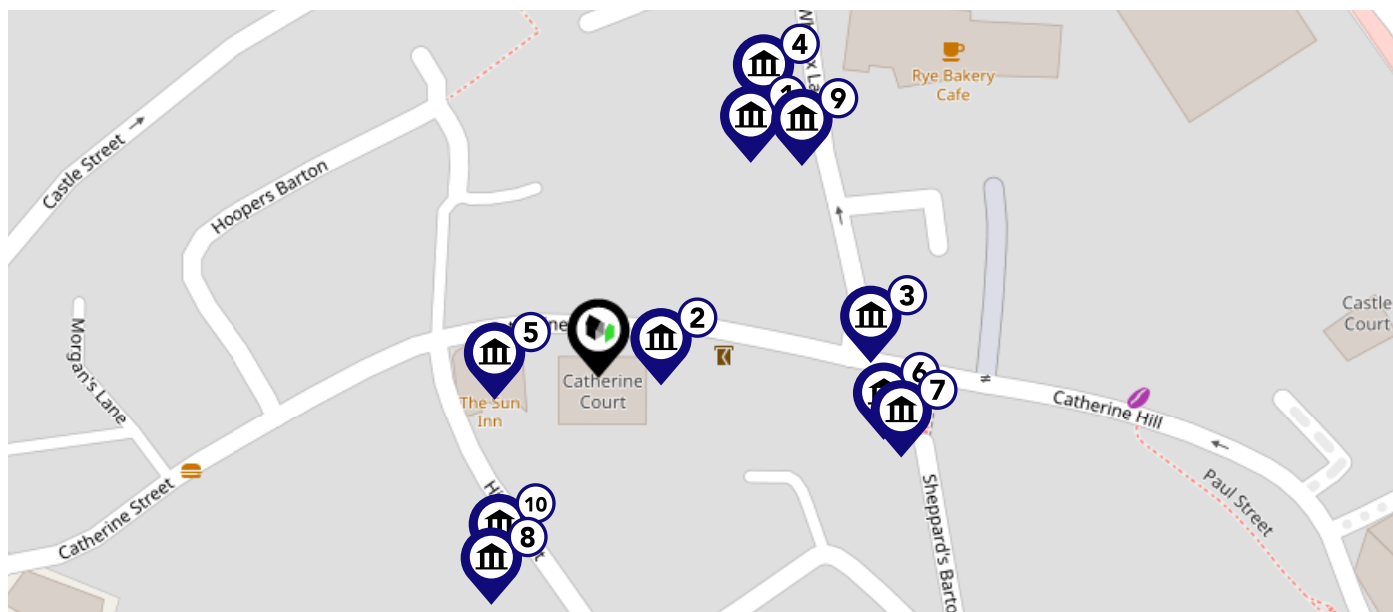 4
1
9
Rye Bakery
Cafe
Castle Street
Hoopers Barton
3
Castle
Court
2
5
Catherine
Court
6
7
Morgan's Lane
The Sun
Inn
Catherine Hill
Paul Street
Catherine Street
10
8
Sheppard's Barto